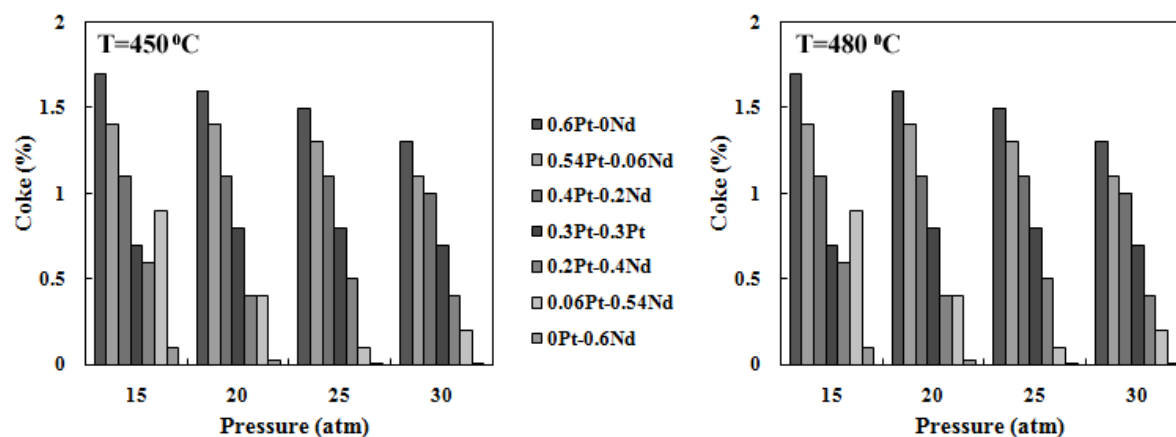 T=450 ⁰C
2
1.5
1
0.5
0
Coke (%)
15 20 25 30
Pressure (atm)
0.6Pt-0Nd
0.54Pt-0.06Nd
0.4Pt-0.2Nd
0.3Pt-0.3Pt
0.2Pt-0.4Nd
0.06Pt-0.54Nd
0Pt-0.6Nd
T=480 ⁰C
2
1.5
1
0.5
0
Coke (%)
15 20 25 30
Pressure (atm)